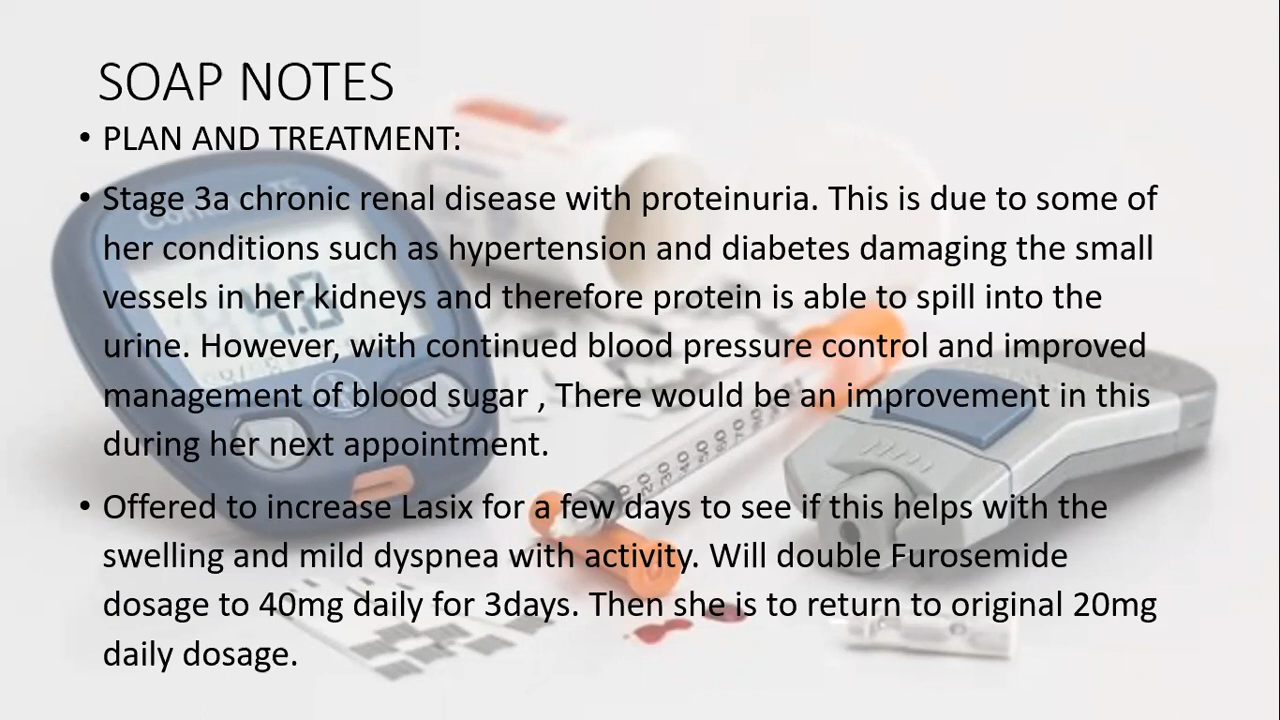 SOAP NOTES
• PLAN AND TREATMENT:
• Stage 3a chronic renal disease with proteinuria. This is due to some of
her conditions such as hypertension and diabetes damaging the small
vessels in her kidneys and therefore protein is able to spill into the
urine. However, with continued blood pressure control and improved
management of blood sugar , There would be an improvement in this
during her next appointment.
• Offered to increase Lasix for a few days to see if this helps with the
swelling and mild dyspnea with activity. Will double Furosemide
dosage to 40mg daily for 3days. Then she is to return to original 20mg
daily dosage.